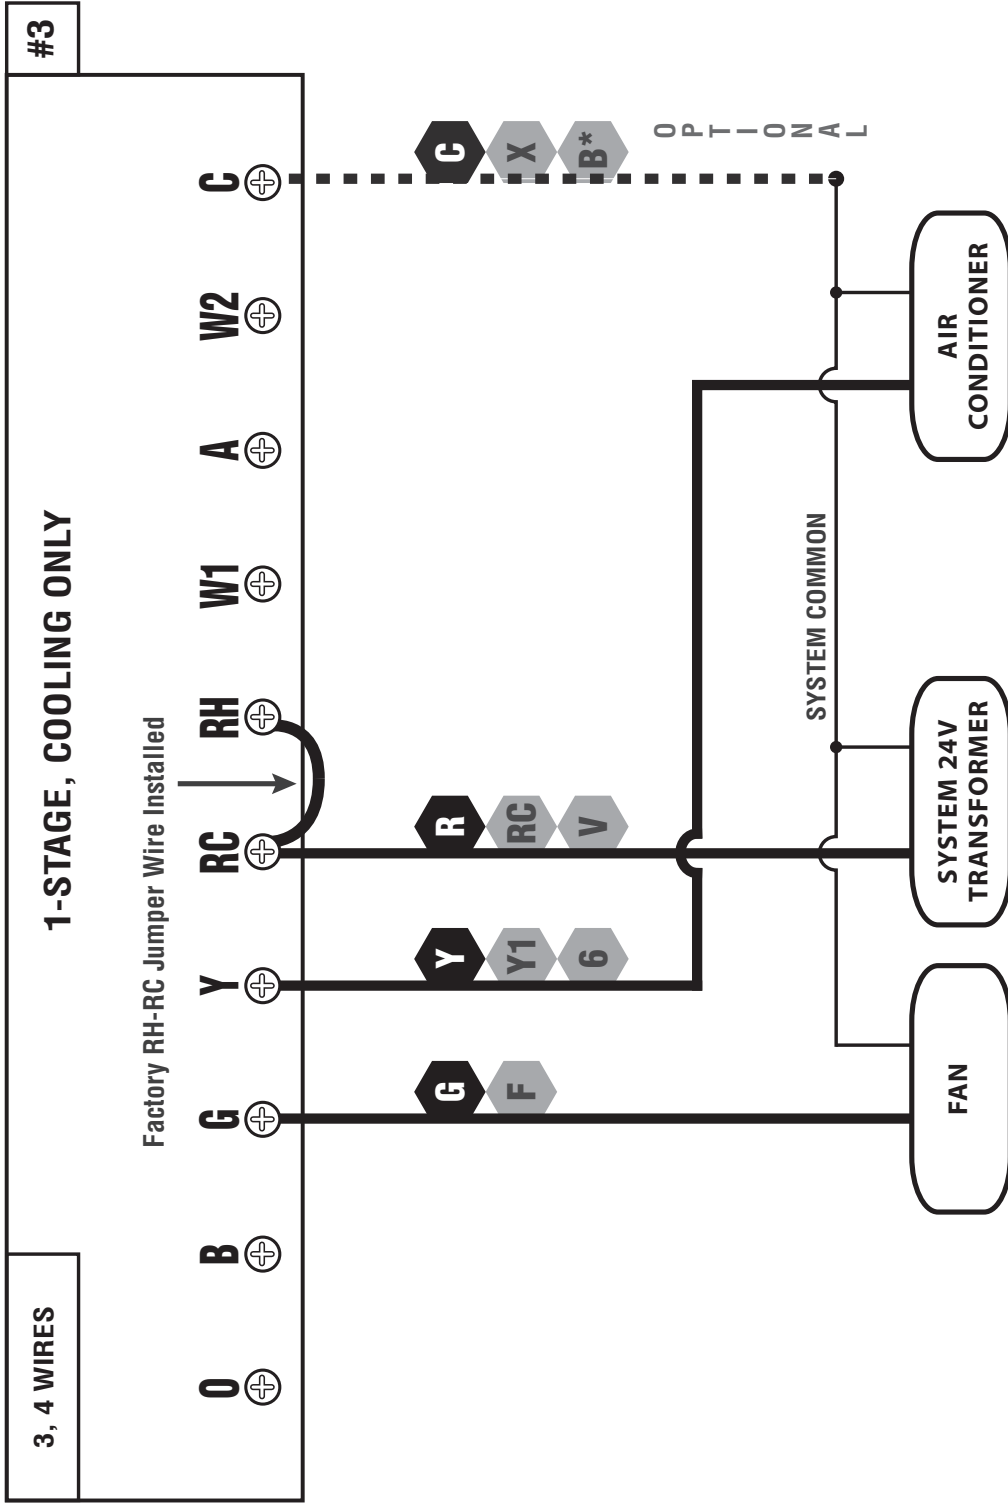 3, 4 WIRES
1-STAGE, COOLING ONLY
#3
Factory RH-RC Jumper Wire Installed
O B G Y RC RH W1 A W2 C
G Y R C
F Y1 RC X
6 V B*
OPTIONAL
SYSTEM COMMON
FAN
SYSTEM 24V
TRANSFORMER
AIR
CONDITIONER